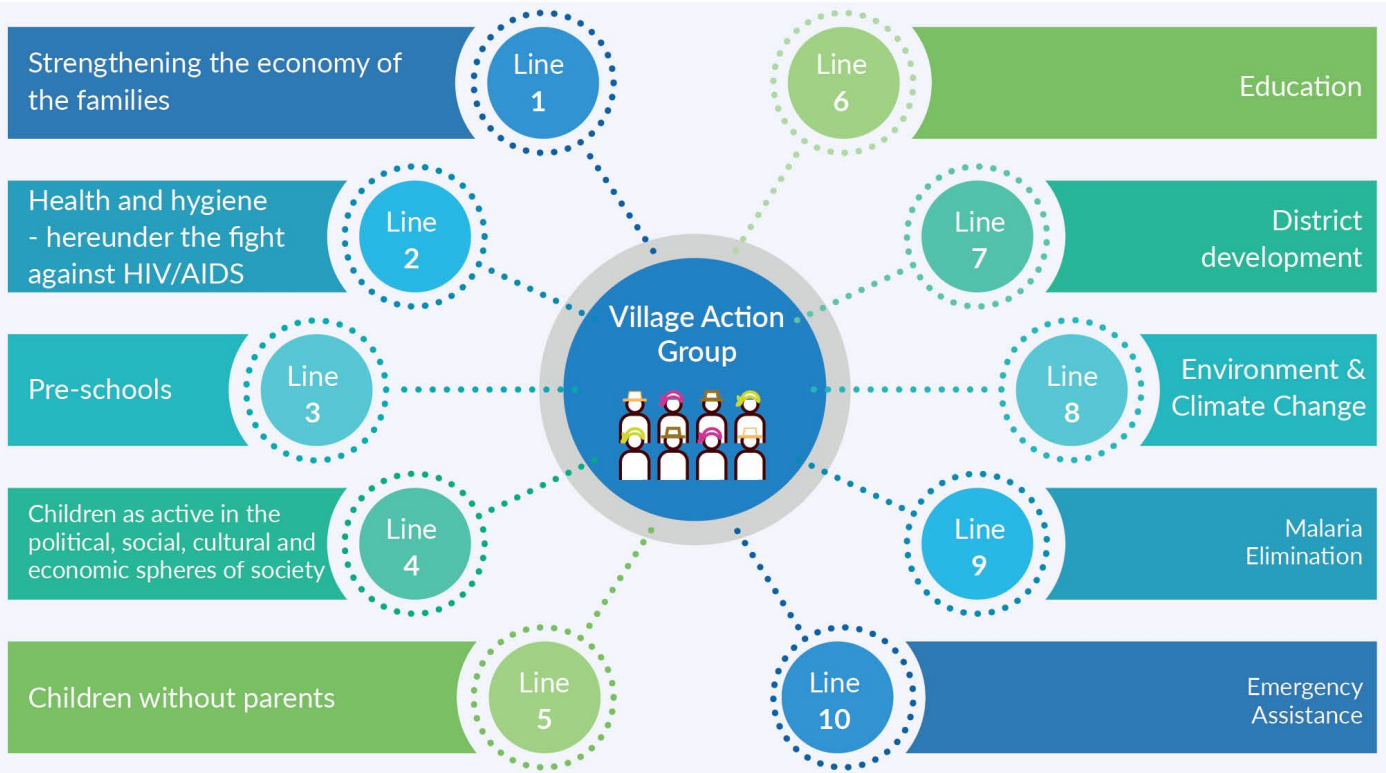 Strengthening the economy of
the families
Line
1
Health and hygiene
- hereunder the fight
against HIV/AIDS
Line
2
Pre-schools
Line
3
Children as active in the
political, social, cultural and
economic spheres of society
Line
4
Children without parents
Line
5
Village Action
Group
Line
6
Education
Line
7
District
development
Line
8
Environment &
Climate Change
Line
9
Malaria
Elimination
Line
10
Emergency
Assistance